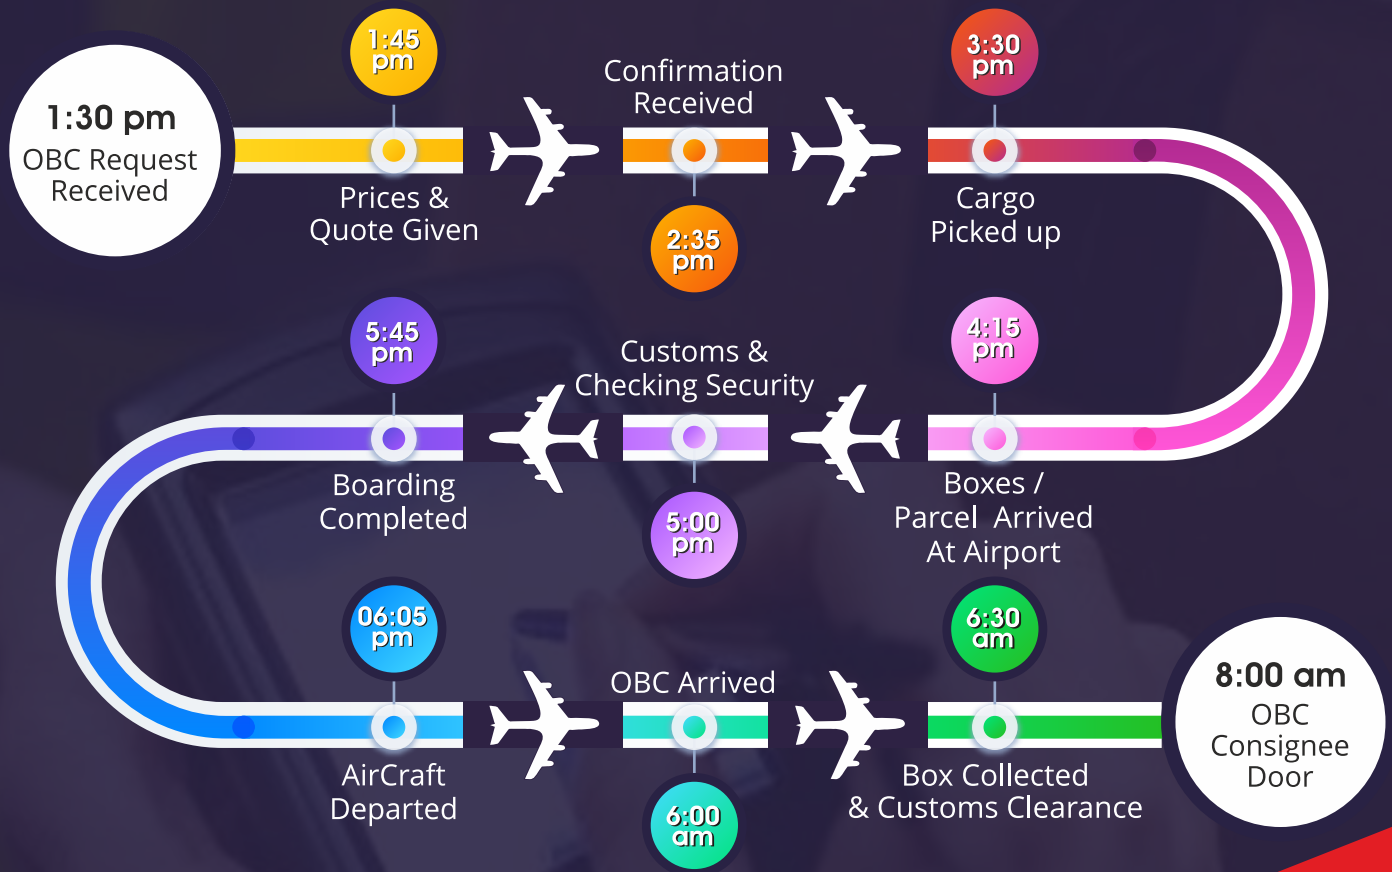 1:30 pm
OBC Request
Received
1:45
pm
Prices &
Quote Given
Confirmation
Received
2:35
pm
3:30
pm
Cargo
Picked up
4:15
pm
Boxes /
Parcel Arrived
At Airport
Customs &
Checking Security
5:00
pm
5:45
pm
Boarding
Completed
06:05
pm
AirCraft
Departed
OBC Arrived
6:00
am
6:30
am
Box Collected
& Customs Clearance
8:00 am
OBC
Consignee
Door